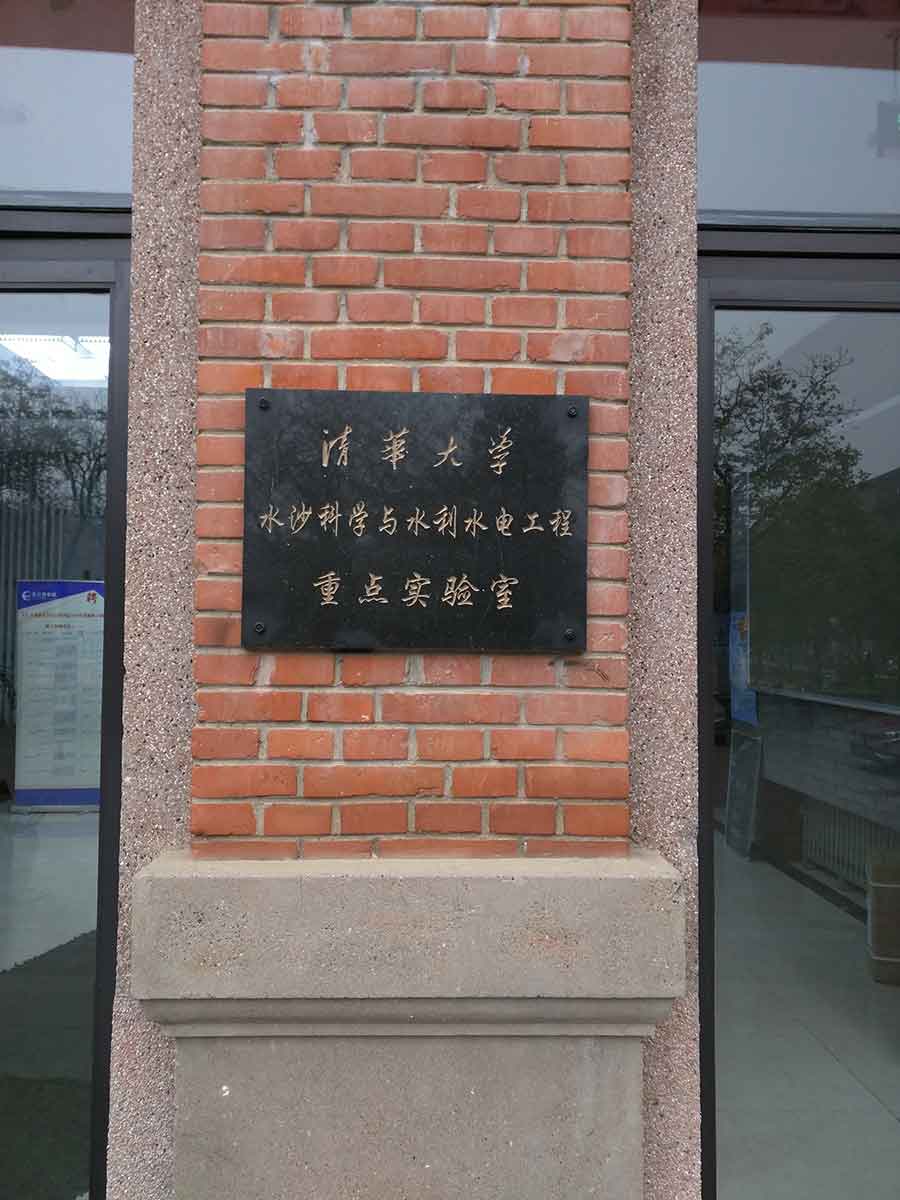 清華大学
水沙科学与水利水电工程
重点实验室
聘